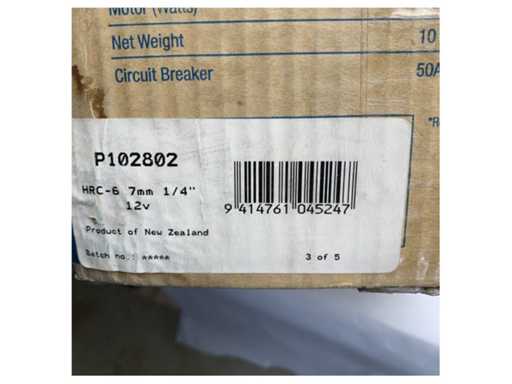 Motor (Watts)
Net Weight 10
Circuit Breaker 50A
P102802
HRC-6 7mm 1/4"
12v
9 414761 045247
Product of New Zealand
Batch no.: *****
3 of 5